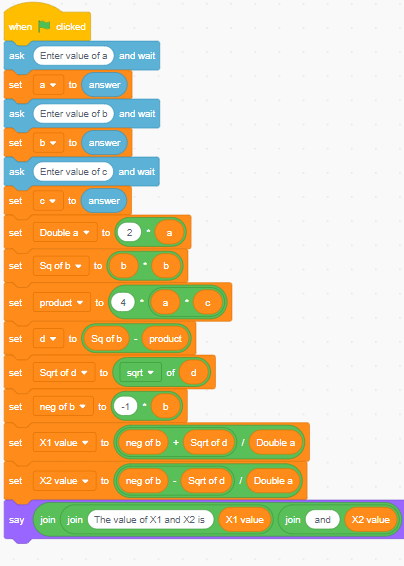 when clicked
ask Enter value of a and wait
set a to answer
ask Enter value of b and wait
set b to answer
ask Enter value of c and wait
set c to answer
set Double a to 2 * a
set Sq of b to b * b
set product to 4 * a * c
set d to Sq of b - product
set Sqrt of d to sqrt of d
set neg of b to -1 * b
set X1 value to neg of b + Sqrt of d / Double a
set X2 value to neg of b - Sqrt of d / Double a
say join join The value of X1 and X2 is X1 value join and X2 value